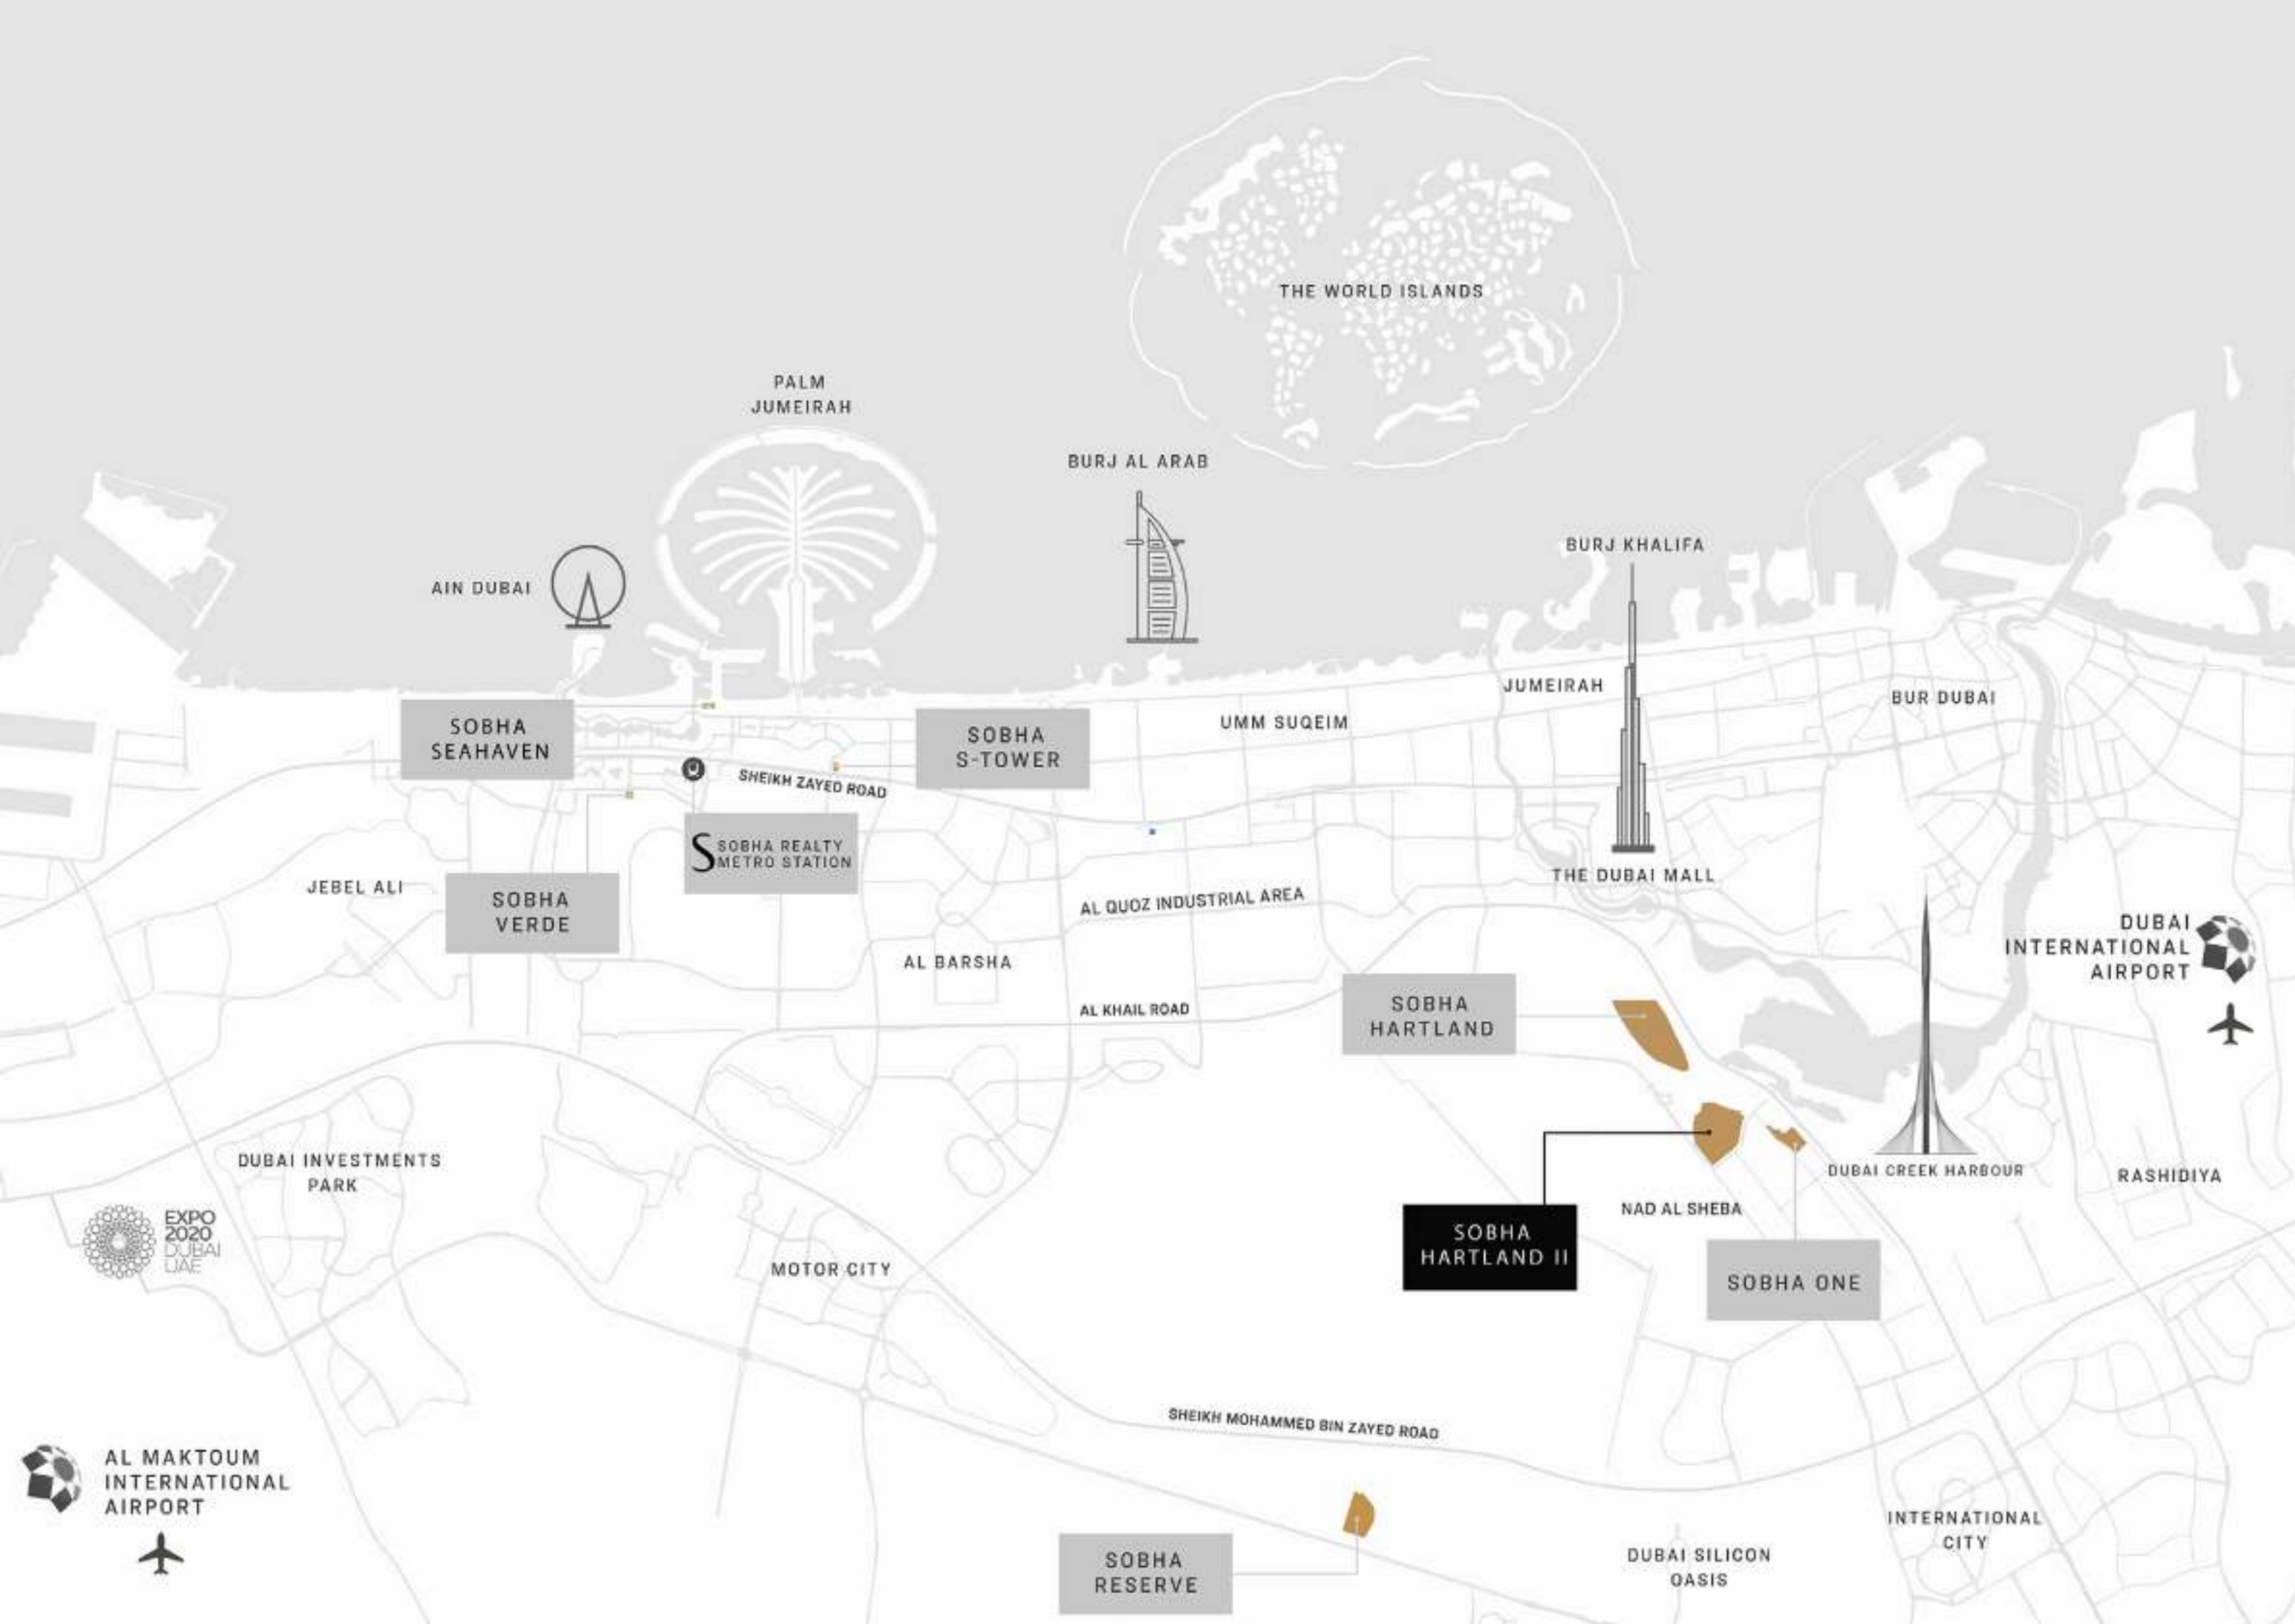 THE WORLD ISLANDS
PALM
JUMEIRAH
BURJ AL ARAB
BURJ KHALIFA
AIN DUBAI
JUMEIRAH
BUR DUBAI
SOBHA
SEAHAVEN
SOBHA
S-TOWER
UMM SUQEIM
SHEIKH ZAYED ROAD
S SOBHA REALTY
METRO STATION
JEBEL ALI
SOBHA
VERDE
THE DUBAI MALL
AL QUOZ INDUSTRIAL AREA
DUBAI
INTERNATIONAL
AIRPORT
AL BARSHA
AL KHAIL ROAD
SOBHA
HARTLAND
DUBAI INVESTMENTS
PARK
DUBAI CREEK HARBOUR
RASHIDIYA
EXPO
2020
DUBAI
UAE
NAD AL SHEBA
SOBHA
HARTLAND II
MOTOR CITY
SOBHA ONE
SHEIKH MOHAMMED BIN ZAYED ROAD
AL MAKTOUM
INTERNATIONAL
AIRPORT
INTERNATIONAL
CITY
SOBHA
RESERVE
DUBAI SILICON
OASIS